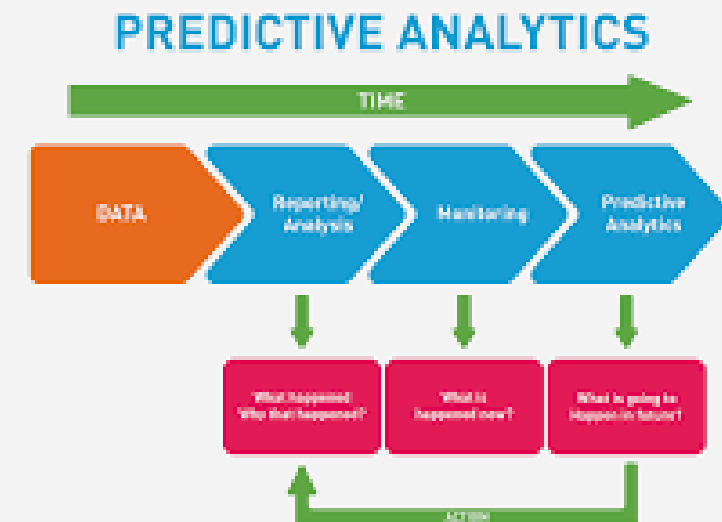 PREDICTIVE ANALYTICS
TIME
DATA
Reporting/
Analysis
Monitoring
Predictive
Analytics
What happened
Why that happened?
What is
happened now?
What is going to
Happen in future?
ACTION